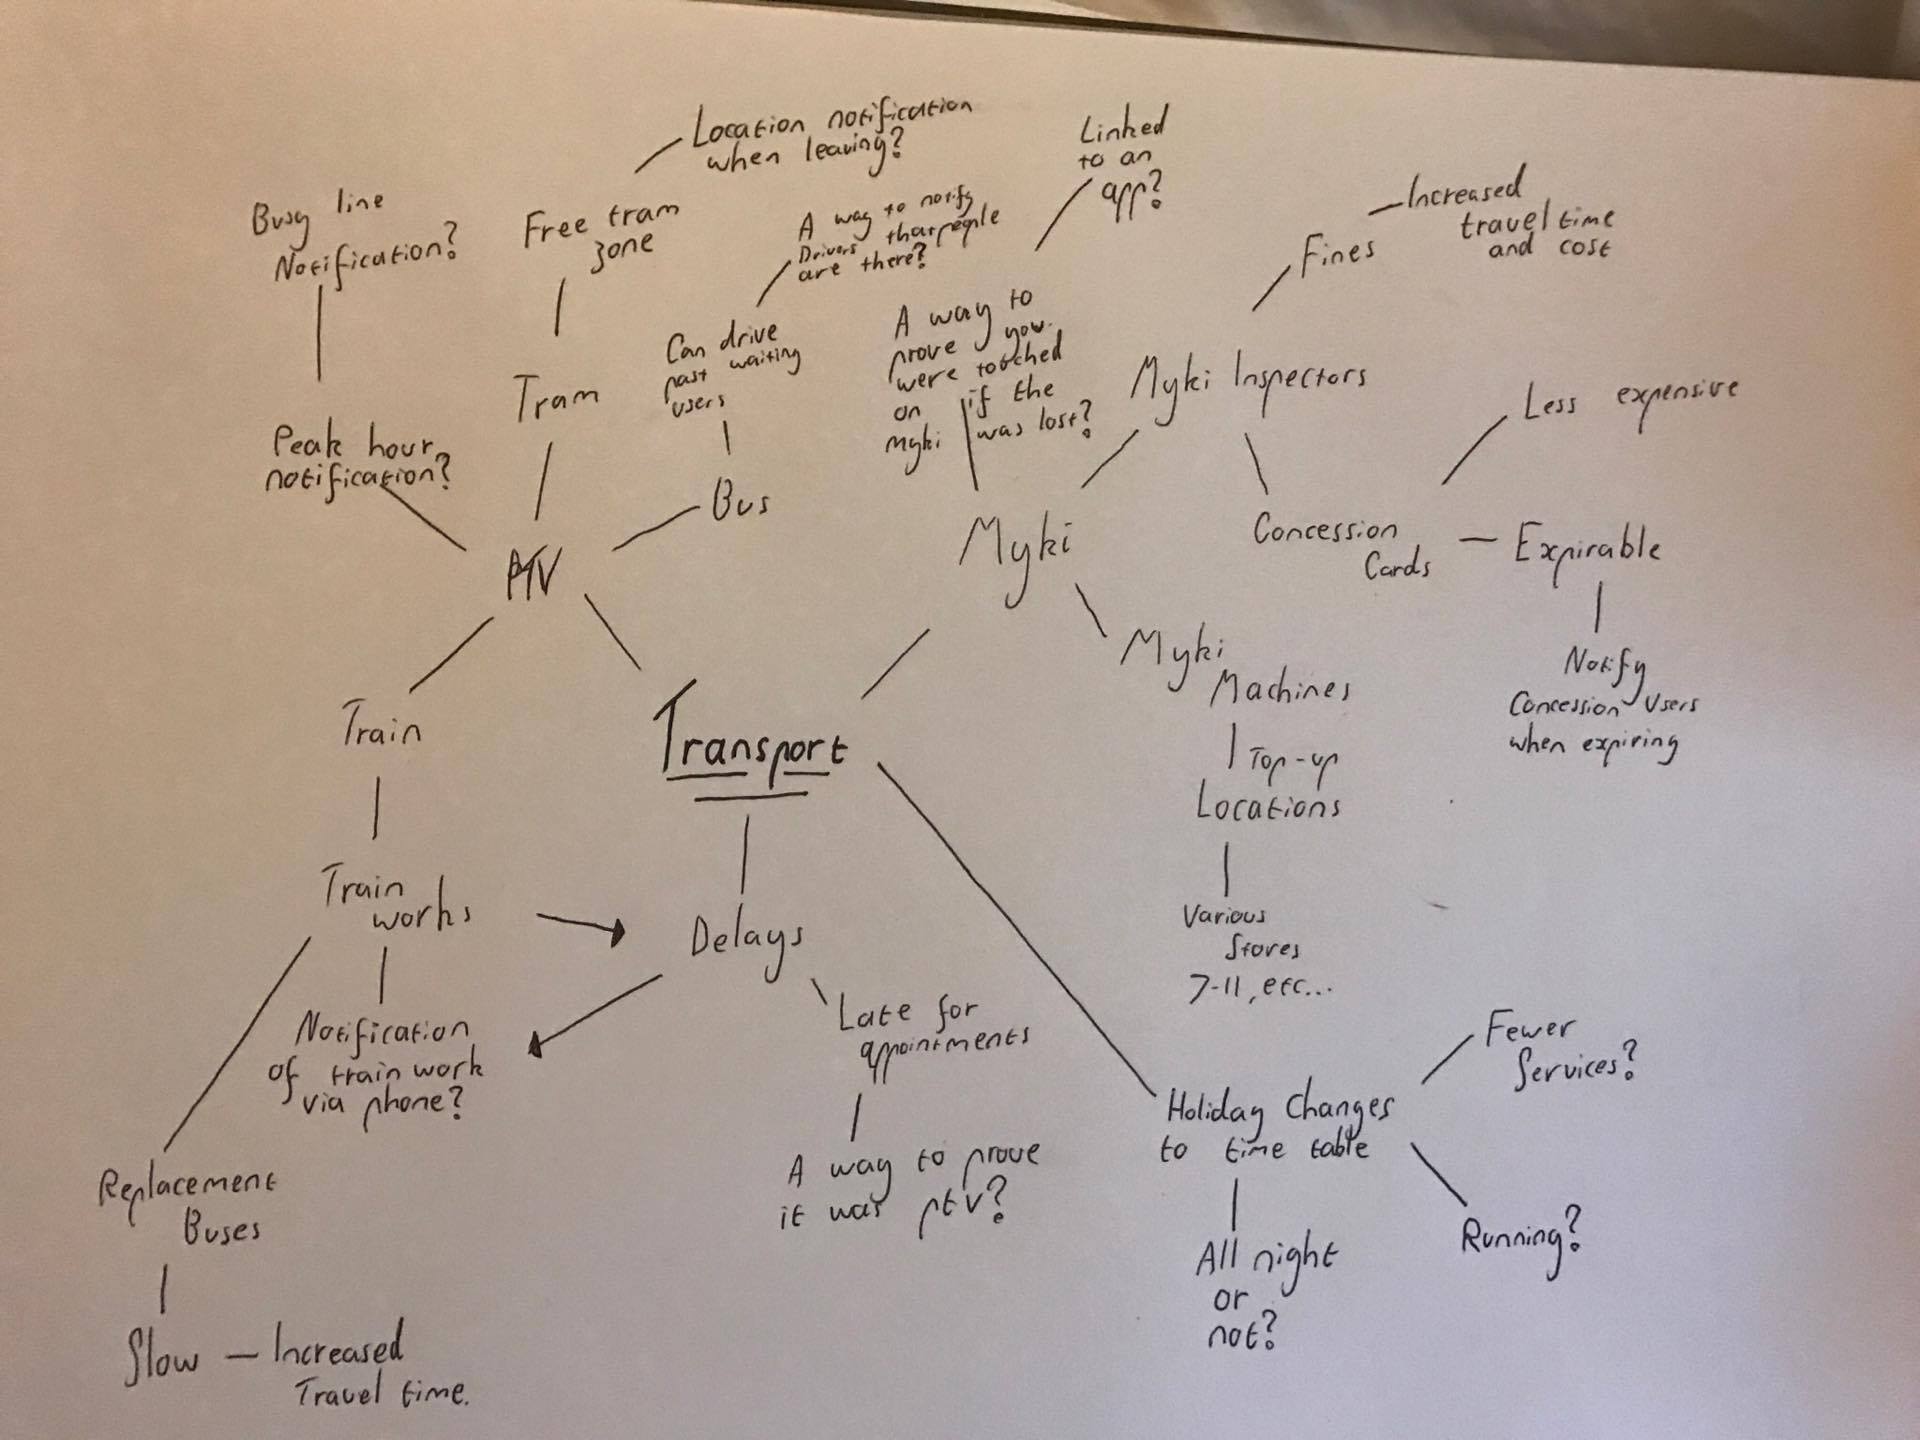 Location notification
when leaving?
Linked
to an
app?
Busy line
Notification?
Free tram
zone
A way to notify
Drivers that people
are there?
Increased
travel time
and cost
Fines
Can drive
past waiting
users
A way to
prove you
were touched
on if the
myki was lost?
Myki Inspectors
Less expensive
Tram
Peak hour
notification?
Bus
PTV
Myki
Concession
Cards
Expirable
Notify
Concession Users
when expiring
Myki
Machines
Train
Transport
Top-up
Locations
Train
works
Delays
Various
Stores
7-11, etc...
Notification
of train work
via phone?
Late for
appointments
Fewer
Services?
Holiday Changes
to time table
A way to prove
it was ptv?
Replacement
Buses
All night
or
not?
Running?
Slow
Increased
Travel time.